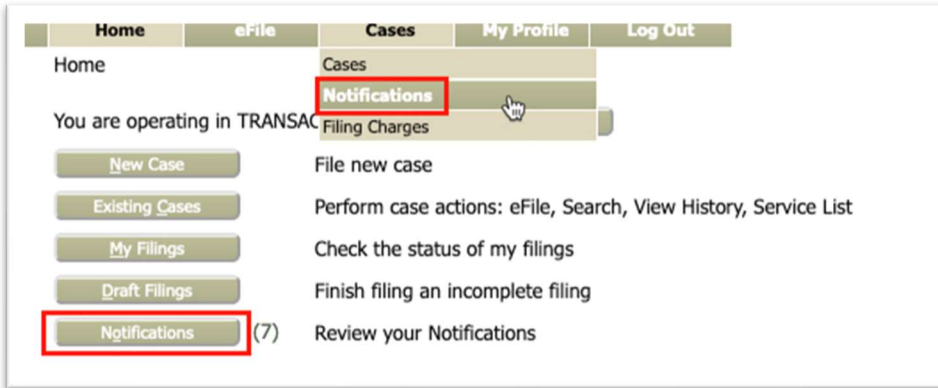 Home eFile Cases My Profile Log Out
Home
Cases
Notifications
You are operating in TRANSAC
Filing Charges
New Case File new case
Existing Cases Perform case actions: eFile, Search, View History, Service List
My Filings Check the status of my filings
Draft Filings Finish filing an incomplete filing
Notifications (7) Review your Notifications